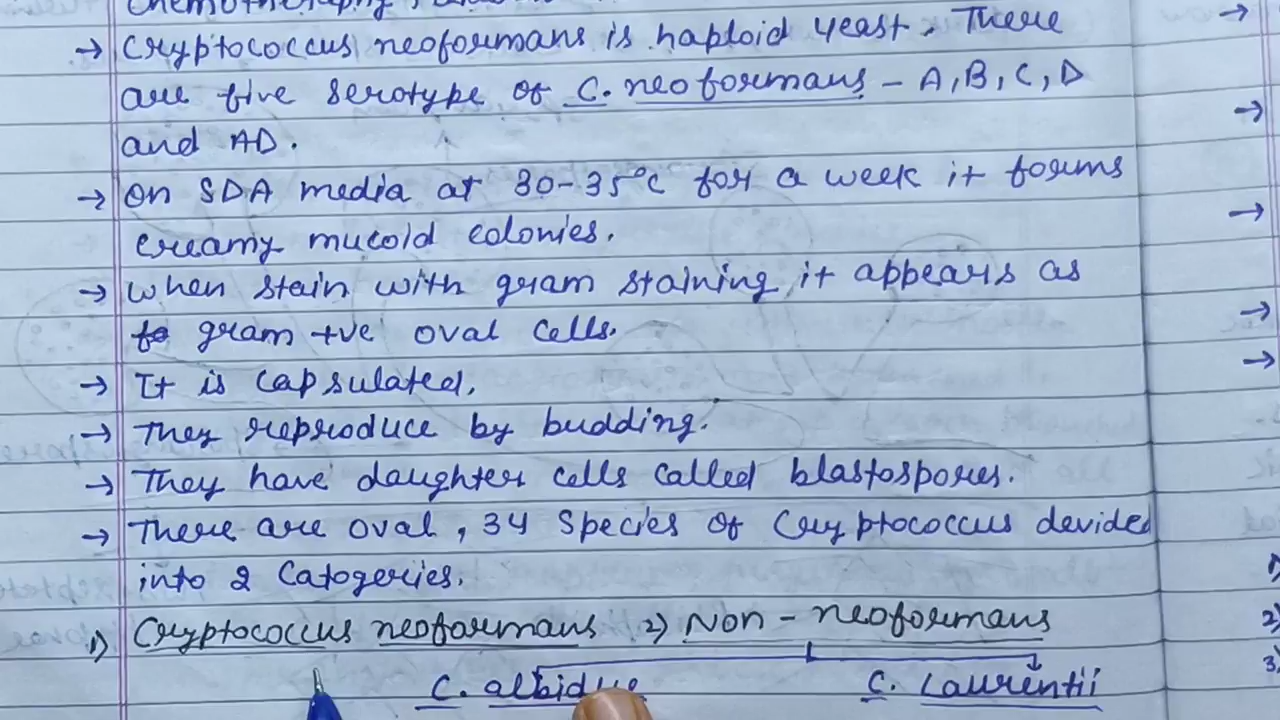 → Cryptococcus neoformans is haploid yeast. There
are five serotype of C. neoformans - A, B, C, D
and AD.
→ On SDA media at 30-35°C for a week it forms
creamy mucoid colonies.
→ When stain with gram staining it appears as
gram +ve oval cells.
→ It is capsulated.
→ They reproduce by budding.
→ They have daughter cells called blastospores.
→ There are oval, 34 species of Cryptococcus devided
into 2 Catogeries.
1) Cryptococcus neoformans 2) Non-neoformans
C. albidus C. Laurentii